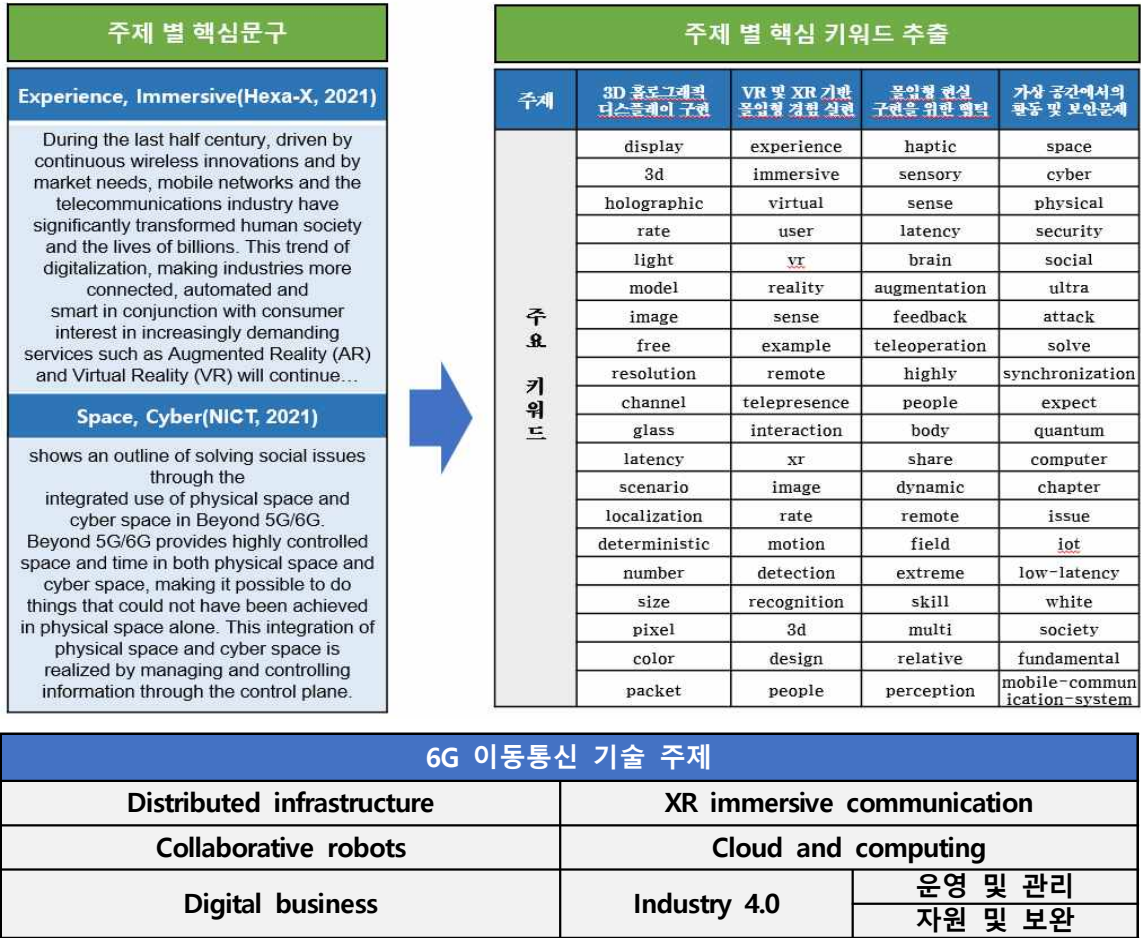 주제 별 핵심문구
Experience, Immersive(Hexa-X, 2021)
During the last half century, driven by
continuous wireless innovations and by
market needs, mobile networks and the
telecommunications industry have
significantly transformed human society
and the lives of billions. This trend of
digitalization, making industries more
connected, automated and
smart in conjunction with consumer
interest in increasingly demanding
services such as Augmented Reality (AR)
and Virtual Reality (VR) will continue…
Space, Cyber(NICT, 2021)
shows an outline of solving social issues
through the
integrated use of physical space and
cyber space in Beyond 5G/6G.
Beyond 5G/6G provides highly controlled
space and time in both physical space and
cyber space, making it possible to do
things that could not have been achieved
in physical space alone. This integration of
physical space and cyber space is
realized by managing and controlling
information through the control plane.
주제 별 핵심 키워드 추출
주제 | 3D 홀로그래픽 디스플레이 구현 | VR 및 XR 기반 몰입형 경험 실현 | 몰입형 현실 구현을 위한 햅틱 | 가상 공간에서의 활동 및 보안문제
주요 키워드
display | experience | haptic | space
3d | immersive | sensory | cyber
holographic | virtual | sense | physical
rate | user | latency | security
light | vr | brain | social
model | reality | augmentation | ultra
image | sense | feedback | attack
free | example | teleoperation | solve
resolution | remote | highly | synchronization
channel | telepresence | people | expect
glass | interaction | body | quantum
latency | xr | share | computer
scenario | image | dynamic | chapter
localization | rate | remote | issue
deterministic | motion | field | iot
number | detection | extreme | low-latency
size | recognition | skill | white
pixel | 3d | multi | society
color | design | relative | fundamental
packet | people | perception | mobile-communication-system
6G 이동통신 기술 주제
Distributed infrastructure | XR immersive communication
Collaborative robots | Cloud and computing
Digital business | Industry 4.0 | 운영 및 관리
자원 및 보완